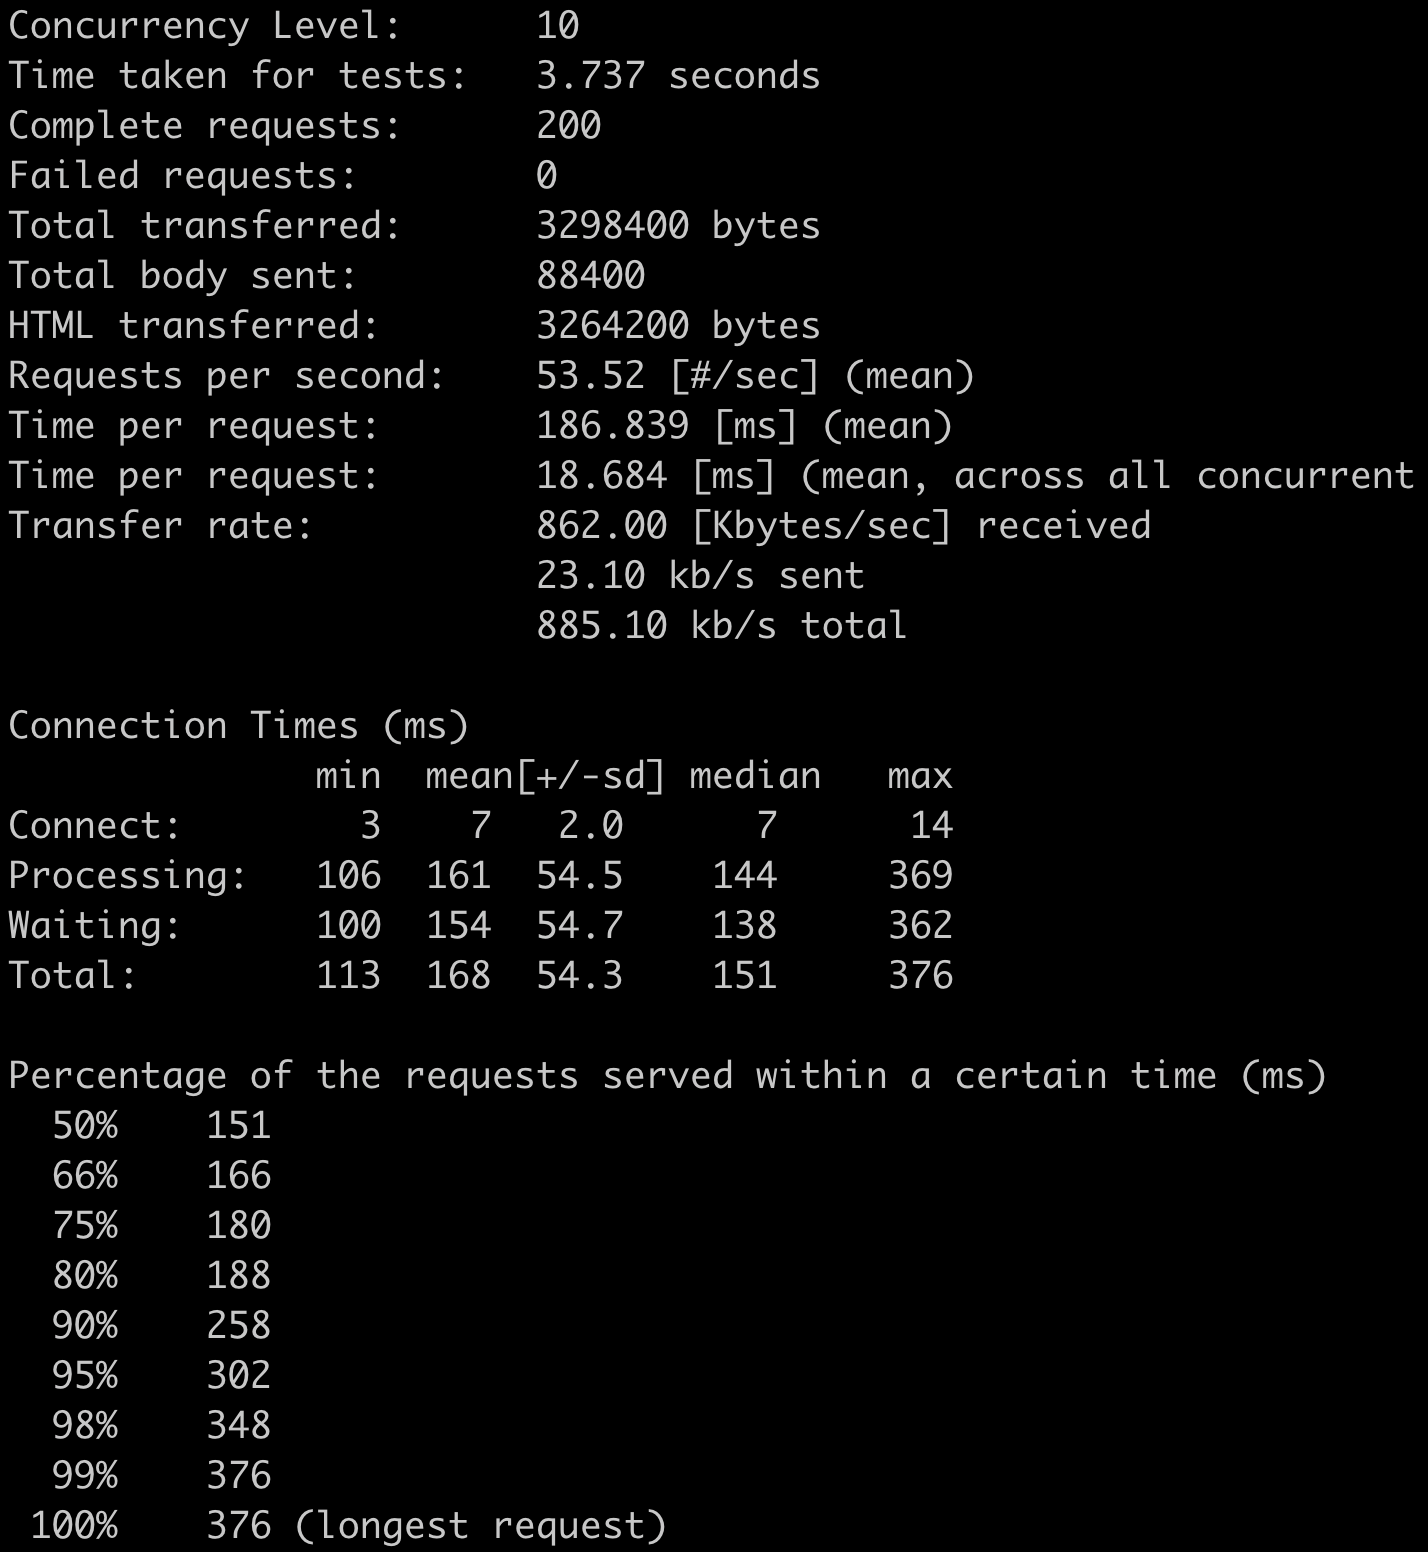 Concurrency Level:      10
Time taken for tests:   3.737 seconds
Complete requests:      200
Failed requests:        0
Total transferred:      3298400 bytes
Total body sent:        88400
HTML transferred:       3264200 bytes
Requests per second:    53.52 [#/sec] (mean)
Time per request:       186.839 [ms] (mean)
Time per request:       18.684 [ms] (mean, across all concurrent
Transfer rate:          862.00 [Kbytes/sec] received
                        23.10 kb/s sent
                        885.10 kb/s total

Connection Times (ms)
              min  mean[+/-sd] median   max
Connect:        3    7   2.0      7      14
Processing:   106  161  54.5    144     369
Waiting:      100  154  54.7    138     362
Total:        113  168  54.3    151     376

Percentage of the requests served within a certain time (ms)
  50%    151
  66%    166
  75%    180
  80%    188
  90%    258
  95%    302
  98%    348
  99%    376
 100%    376 (longest request)